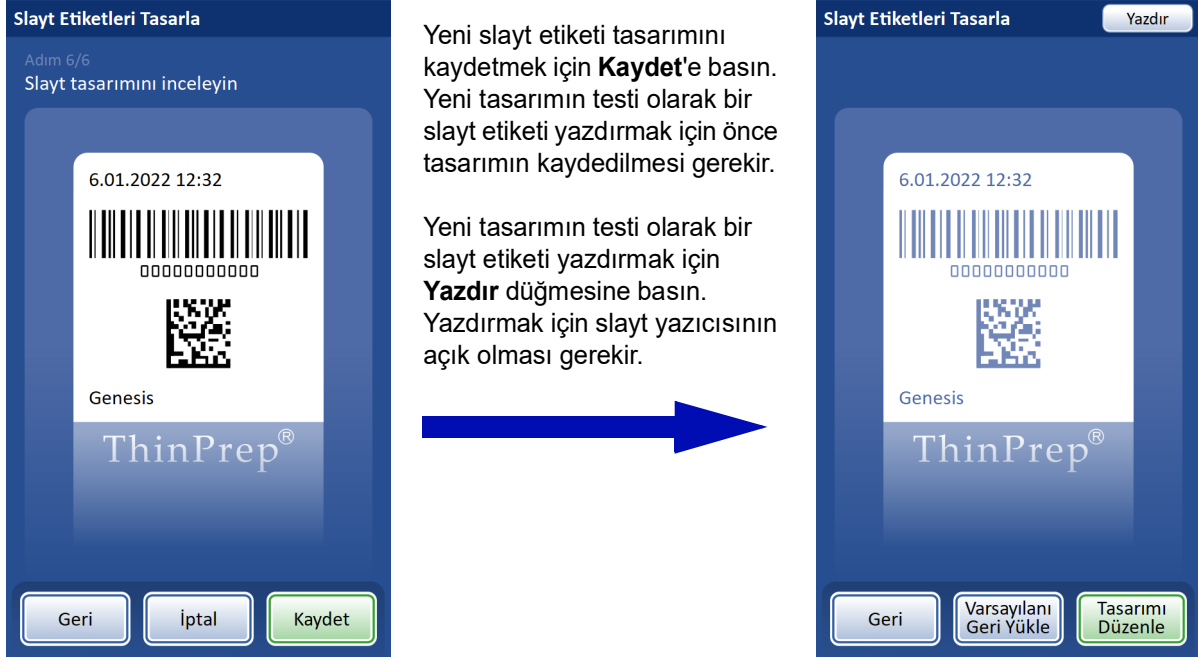 Slayt Etiketleri Tasarla
Adım 6/6
Slayt tasarımını inceleyin
6.01.2022 12:32
00000000000
Genesis
ThinPrep®
Geri
İptal
Kaydet
Yeni slayt etiketi tasarımını
kaydetmek için Kaydet'e basın.
Yeni tasarımın testi olarak bir
slayt etiketi yazdırmak için önce
tasarımın kaydedilmesi gerekir.
Yeni tasarımın testi olarak bir
slayt etiketi yazdırmak için
Yazdır düğmesine basın.
Yazdırmak için slayt yazıcısının
açık olması gerekir.
Slayt Etiketleri Tasarla
Yazdır
6.01.2022 12:32
00000000000
Genesis
ThinPrep®
Geri
Varsayılanı
Geri Yükle
Tasarımı
Düzenle